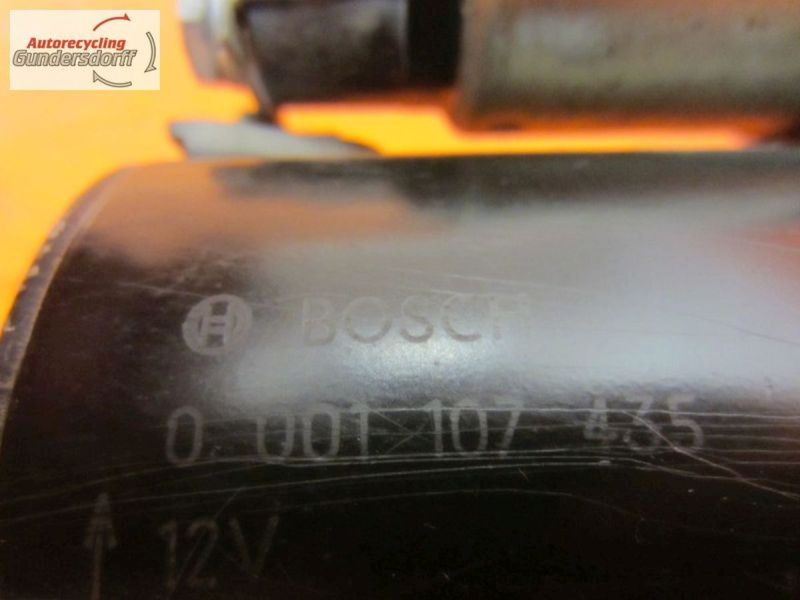 Autorecycling
Gundersdorff
BOSCH
0 001 107 435
12V